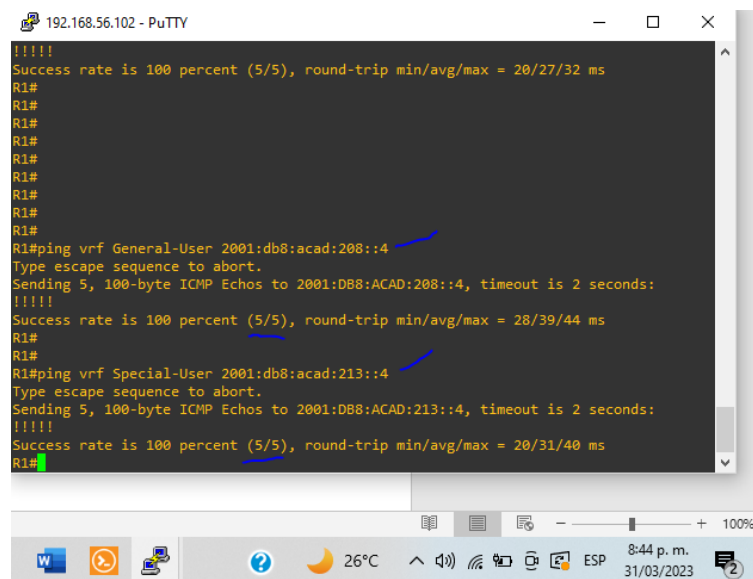 192.168.56.102 - PuTTY
!!!!!
Success rate is 100 percent (5/5), round-trip min/avg/max = 20/27/32 ms
R1#
R1#
R1#
R1#
R1#
R1#
R1#
R1#
R1#
R1#ping vrf General-User 2001:db8:acad:208::4
Type escape sequence to abort.
Sending 5, 100-byte ICMP Echos to 2001:DB8:ACAD:208::4, timeout is 2 seconds:
!!!!!
Success rate is 100 percent (5/5), round-trip min/avg/max = 28/39/44 ms
R1#
R1#
R1#ping vrf Special-User 2001:db8:acad:213::4
Type escape sequence to abort.
Sending 5, 100-byte ICMP Echos to 2001:DB8:ACAD:213::4, timeout is 2 seconds:
!!!!!
Success rate is 100 percent (5/5), round-trip min/avg/max = 20/31/40 ms
R1#
100%
26°C ESP 8:44 p. m.
31/03/2023 2